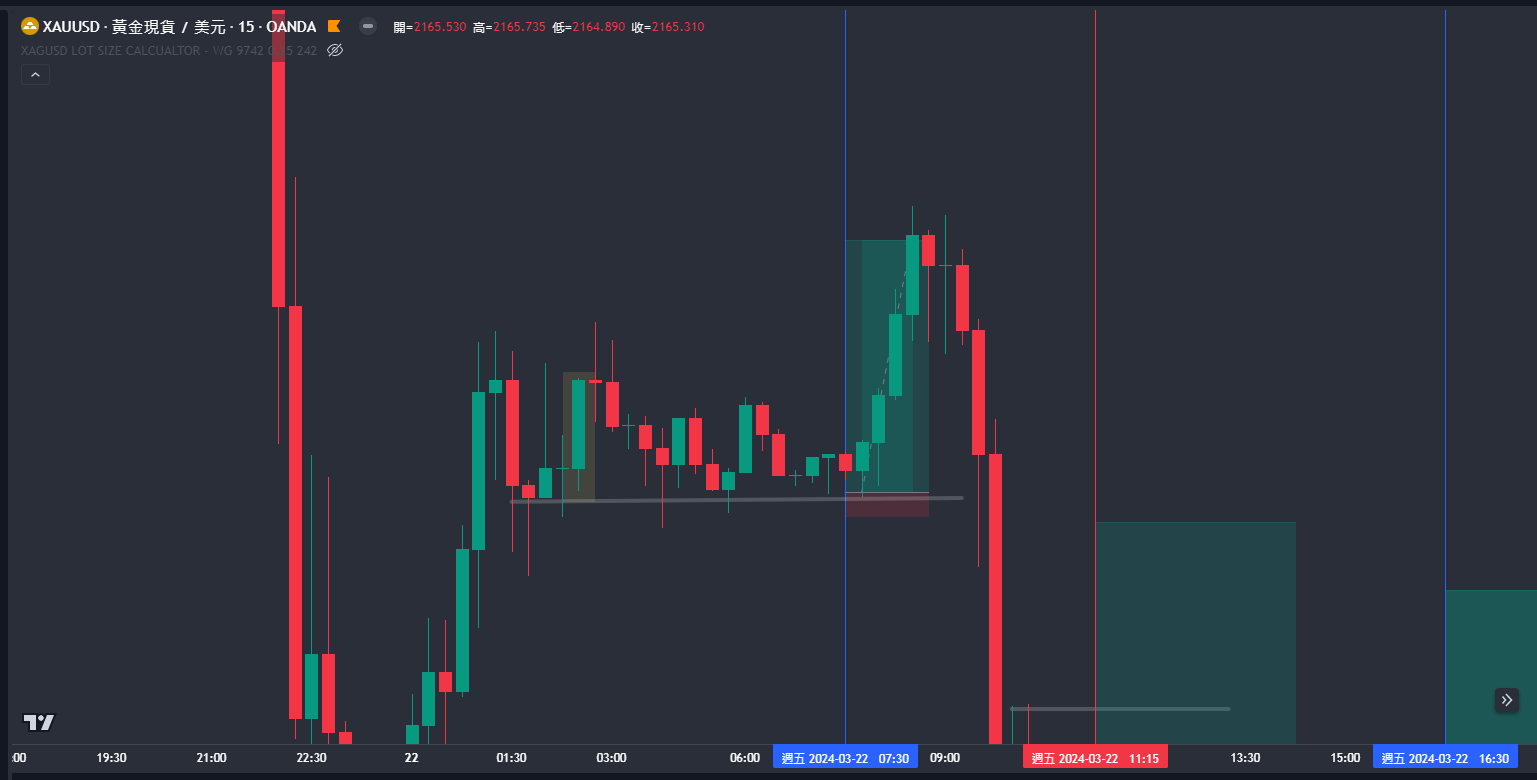 XAUUSD · 黃金現貨 / 美元 · 15 · OANDA 開=2165.530 高=2165.735 低=2164.890 收=2165.310
XAGUSD LOT SIZE CALCUALTOR - WG 9742 242
:00 19:30 21:00 22:30 22 01:30 03:00 06:00 週五 2024-03-22 07:30 09:00 週五 2024-03-22 11:15 13:30 15:00 週五 2024-03-22 16:30